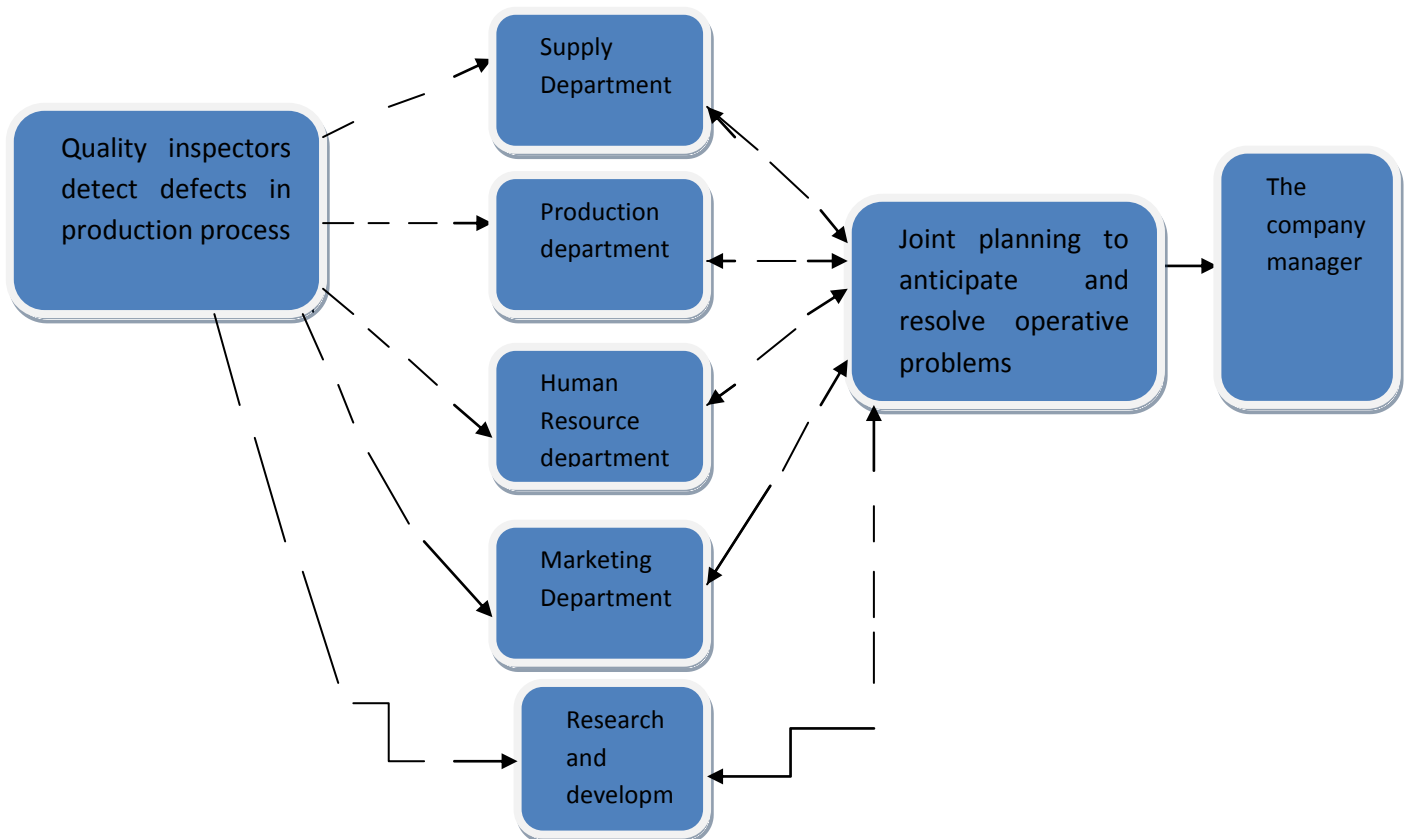 Quality inspectors
detect defects in
production process
Supply
Department
Production
department
Human
Resource
department
Marketing
Department
Research
and
developm
Joint planning to
anticipate and
resolve operative
problems
The
company
manager